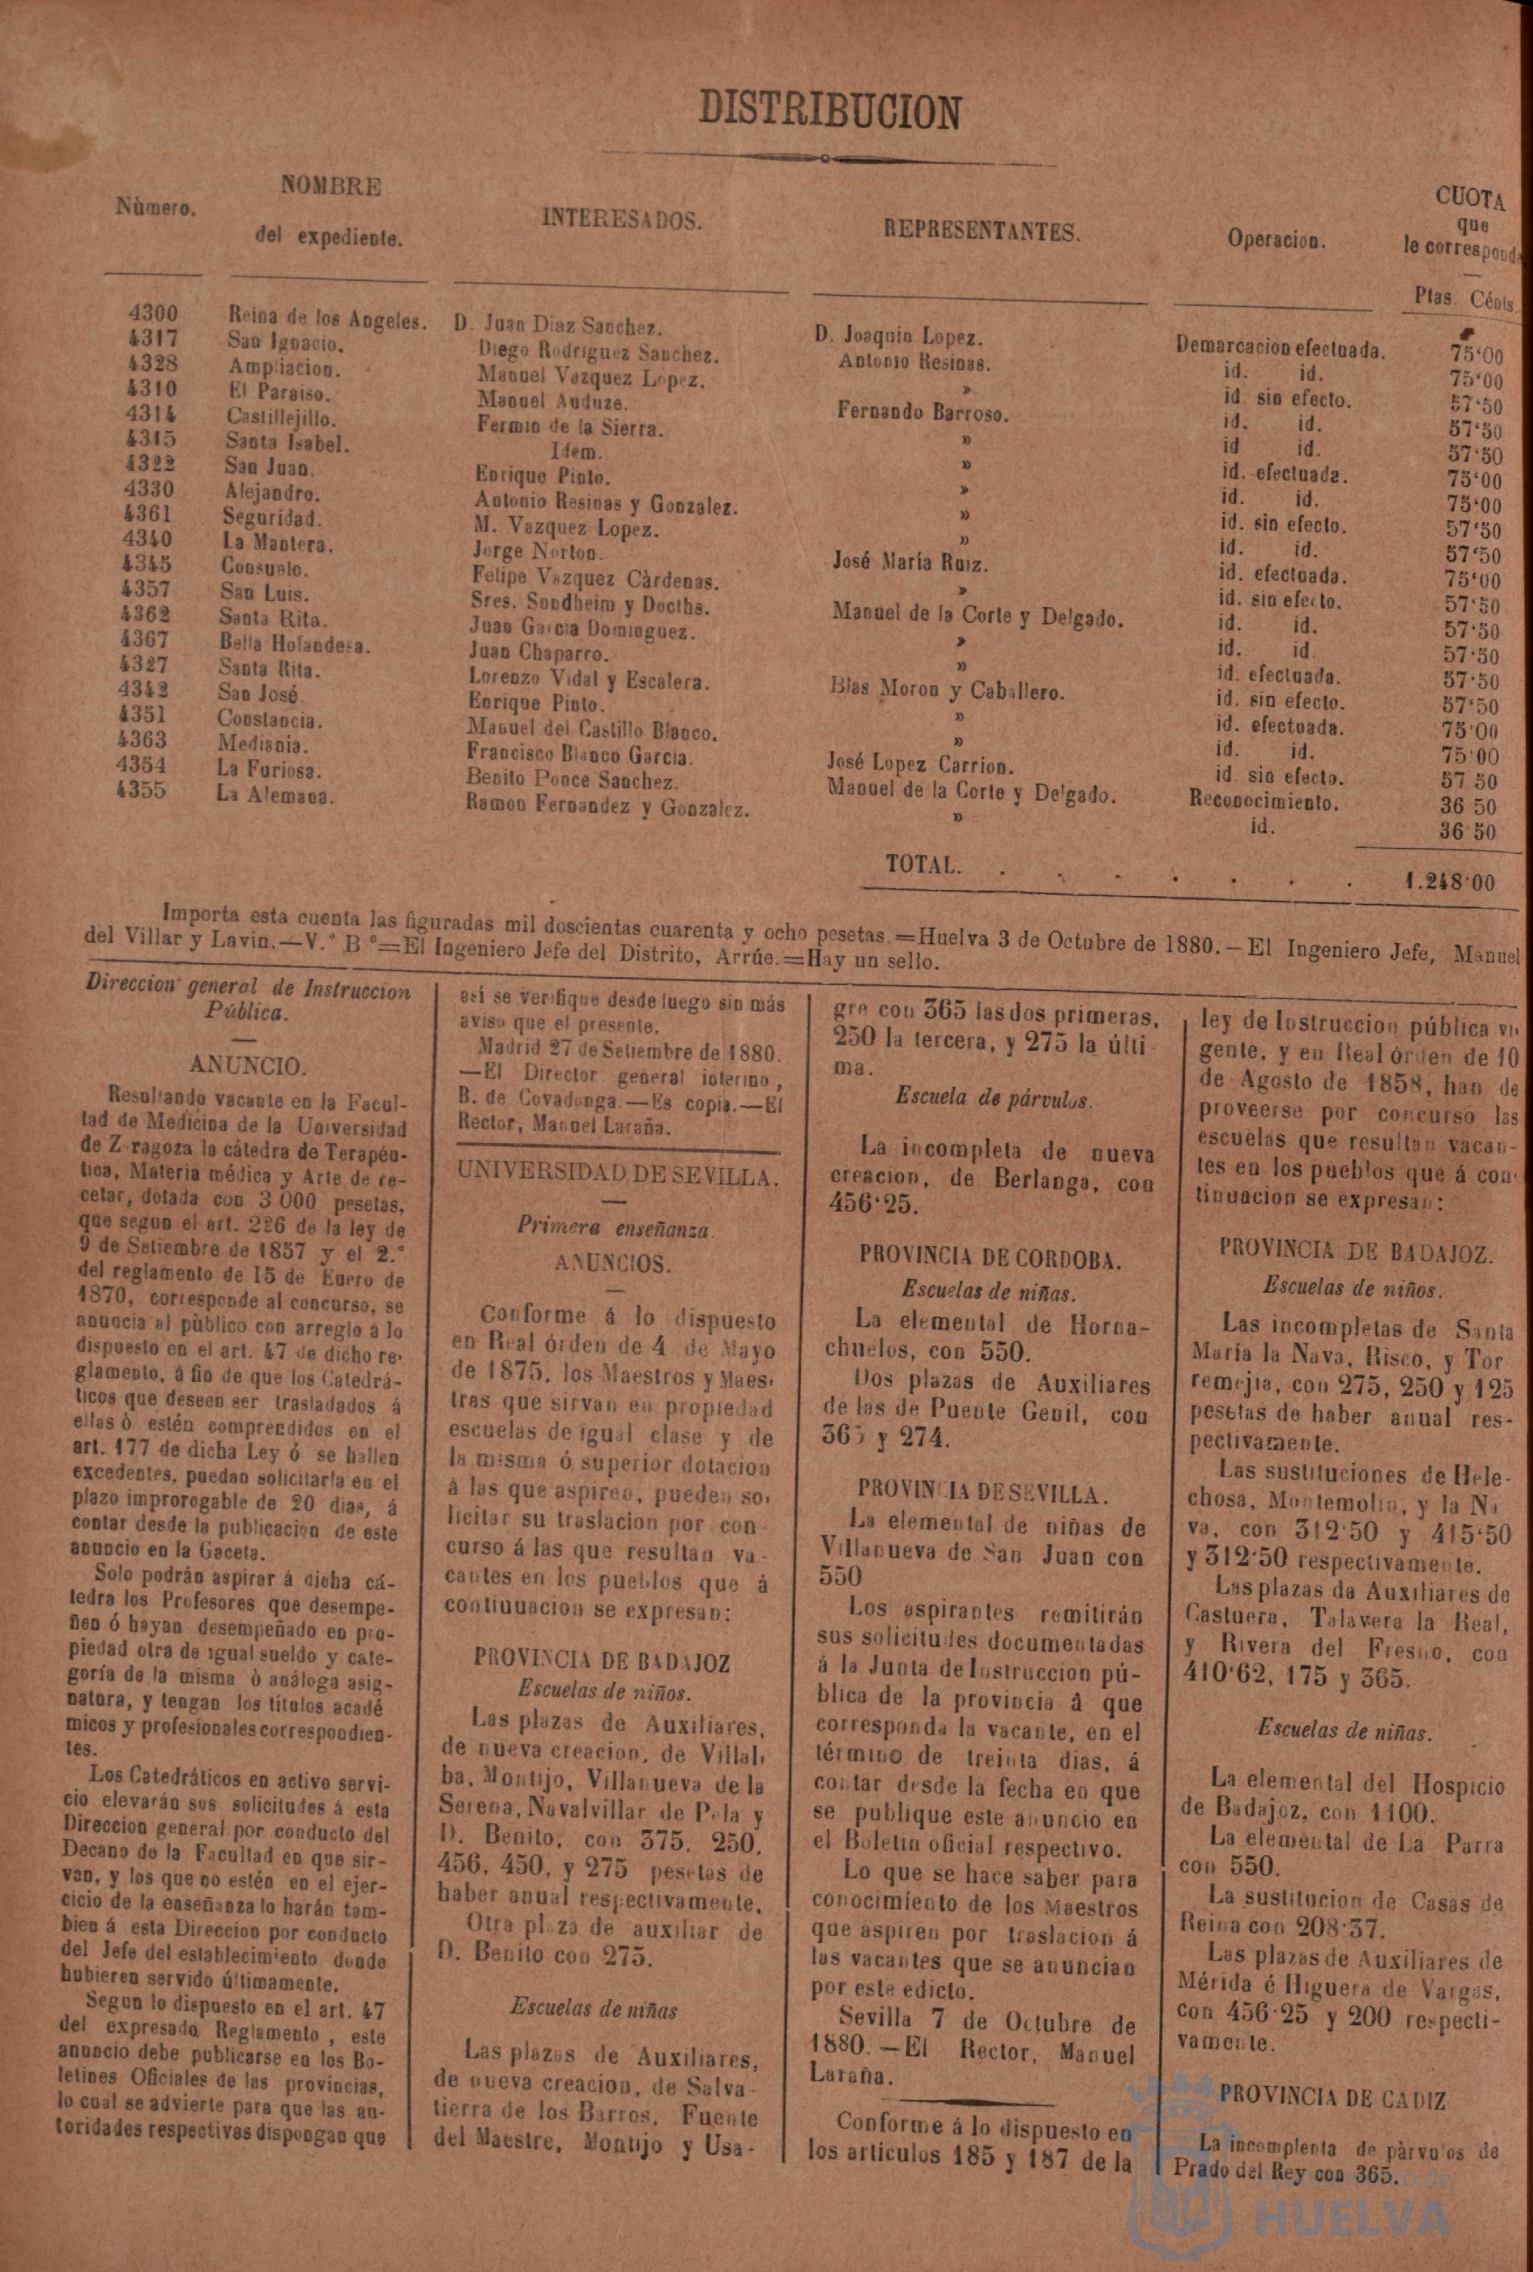 DISTRIBUCION
Nùmero. NOMBRE del expediente. INTERESADOS. REPRESENTANTES. Operacion. CUOTA que le corresponde
Ptas. Cénts.
4300 Reina de los Angeles. D. Juan Diaz Sanchez. D. Joaquin Lopez. Demarcacion efectuada. 75‘00
4317 San Ignacio. Diego Rodriguez Sanchez. Antonio Resinas. id. id. 75‘00
4328 Ampliacion. Manuel Vazquez Lopez. » id. sin efecto. 57‘50
4310 El Paraiso. Manuel Auduze. Fernando Barroso. id. id. 57‘50
4314 Castillejillo. Fermin de la Sierra. » id id. 57‘50
4315 Santa Isabel. Idem. » id. efectuada. 75‘00
4322 San Juan. Enrique Pinto. » id. id. 75‘00
4330 Alejandro. Antonio Resinas y Gonzalez. » id. sin efecto. 57‘50
4361 Seguridad. M. Vazquez Lopez. » id. id. 57‘50
4340 La Mantera. Jorge Norton. José María Ruiz. id. efectuada. 75‘00
4345 Consuelo. Felipe Vazquez Càrdenas. » id. sin efecto. 57‘50
4357 San Luis. Sres. Sundheim y Doeths. Manuel de la Corte y Delgado. id. id. 57‘50
4362 Santa Rita. Juan Garcia Dominguez. » id. id. 57‘50
4367 Bella Holandesa. Juan Chaparro. » id. efectuada. 57‘50
4327 Santa Rita. Lorenzo Vidal y Escalera. Blas Moron y Caballero. id. sin efecto. 57‘50
4342 San José. Enrique Pinto. » id. efectuada. 75‘00
4351 Constancia. Manuel del Castillo Blanco. » id. id. 75‘00
4363 Medisnia. Francisco Blanco Garcia. José Lopez Carrion. id. sin efecto. 57 50
4354 La Furiosa. Benito Ponce Sanchez. Manuel de la Corte y Delgado. Reconocimiento. 36 50
4355 La Alemana. Ramon Fernandez y Gonzalez. » id. 36‘50
TOTAL. . . . . . . . 1.248‘00
Importa esta cuenta las figuradas mil doscientas cuarenta y ocho pesetas.=Huelva 3 de Octubre de 1880.—El Ingeniero Jefe, Manuel
del Villar y Lavin.—V.° B °=El Ingeniero Jefe del Distrito, Arrúe.=Hay un sello.
Direccion general de Instruccion
Pública.
ANUNCIO.
Resultando vacante en la Facul-
tad de Medicina de la Universidad
de Zaragoza la cátedra de Terapéu-
tica, Materia médica y Arte de re-
cetar, dotada con 3 000 pesetas,
que segun el art. 226 de la ley de
9 de Setiembre de 1857 y el 2.°
del reglamento de 15 de Enero de
1870, corresponde al concurso, se
anuncia al pùblico con arreglo á lo
dispuesto en el art. 47 de dicho re-
glamento, á fin de que los Catedrá-
ticos que deseen ser trasladados á
ellas ò estén comprendidos en el
art. 177 de dicha Ley ó se hallen
excedentes, puedan solicitarla en el
plazo improrogable de 20 dias, á
contar desde la publicacion de este
anuncio en la Gaceta.
Solo podrán aspirar á dicha cá-
tedra los Profesores que desempe-
ñen ó hayan desempeñado en pro-
piedad otra de igual sueldo y cate-
goría de la misma ò análoga asig-
natura, y tengan los títulos acadé
micos y profesionales correspondien-
tes.
Los Catedráticos en activo servi-
cio elevarán sus solicitudes á esta
Direccion general por conducto del
Decano de la Facultad en que sir-
van, y los que no estén en el ejer-
cicio de la enseñanza lo harán tam-
bien á esta Direccion por conducto
del Jefe del establecimiento donde
hubieren servido últimamente.
Segun lo dispuesto en el art. 47
del expresado Reglamento, este
anuncio debe publicarse en los Bo-
letines Oficiales de las provincias,
lo cual se advierte para que las au-
toridades respectivas dispongan que
así se verifique desde luego sin más
aviso que el presente.
Madrid 27 de Setiembre de 1880.
—El Director general interino,
B. de Covadonga.—Es copia.—El
Rector, Manuel Laraña.
UNIVERSIDAD DE SEVILLA.
Primera enseñanza.
ANUNCIOS.
Conforme á lo dispuesto
en Real órden de 4 de Mayo
de 1875, los Maestros y Maes-
tras que sirvan en propiedad
escuelas de igual clase y de
la misma ó superior dotacion
à las que aspiren, pueden so-
licitar su traslacion por con-
curso á las que resultan va-
cantes en los pueblos que à
continuacion se expresan:
PROVINCIA DE BADAJOZ
Escuelas de niños.
Las plazas de Auxiliares,
de nueva creacion, de Villal-
ba, Montijo, Villanueva de la
Serena, Navalvillar de Pela y
D. Benito, con 375, 250,
456, 450, y 275 pesetas de
haber anual respectivamente.
Otra plaza de auxiliar de
D. Benito con 275.
Escuelas de niñas
Las plazas de Auxiliares,
de nueva creacion, de Salva-
tierra de los Barros, Fuente
del Maestre, Montijo y Usa-
gre con 365 las dos primeras,
250 la tercera, y 275 la últi-
ma.
Escuela de párvulos.
La incompleta de nueva
creacion, de Berlanga, con
456‘25.
PROVINCIA DE CORDOBA.
Escuelas de niñas.
La elemental de Horna-
chuelos, con 550.
Dos plazas de Auxiliares
de las de Puente Genil, con
365 y 274.
PROVINCIA DE SEVILLA.
La elemental de niñas de
Villanueva de San Juan con
550
Los aspirantes remitirán
sus solicitudes documentadas
á la Junta de Instruccion pú-
blica de la provincia á que
corresponda la vacante, en el
término de treinta dias, á
contar desde la fecha en que
se publique este anuncio en
el Boletin oficial respectivo.
Lo que se hace saber para
conocimiento de los Maestros
que aspiren por traslacion á
las vacantes que se anuncian
por este edicto.
Sevilla 7 de Octubre de
1880.—El Rector, Manuel
Laraña.
Conforme á lo dispuesto en
los artículos 185 y 187 de la
ley de Instruccion pública vi-
gente, y en Real órden de 10
de Agosto de 1858, han de
proveerse por concurso las
escuelas que resultan vacan-
tes en los pueblos que á con-
tinuacion se expresan:
PROVINCIA DE BADAJOZ.
Escuelas de niños.
Las incompletas de Santa
María la Nava, Risco, y Tor
remejia, con 275, 250 y 125
pesetas de haber anual res-
pectivamente.
Las sustituciones de Hele-
chosa, Montemolin, y la Na
va, con 312‘50 y 415‘50
y 312‘50 respectivamente.
Las plazas da Auxiliares de
Castuera, Talavera la Real,
y Rivera del Fresno, con
410‘62, 175 y 365.
Escuelas de niñas.
La elemental del Hospicio
de Badajoz, con 1100.
La elemental de La Parra
con 550.
La sustitucion de Casas de
Reina con 208‘37.
Las plazas de Auxiliares de
Mérida é Higuera de Vargas,
con 456‘25 y 200 respecti-
vamente.
PROVINCIA DE CADIZ
La incomplenta de pàrvulos de
Prado del Rey con 365.
HUELVA